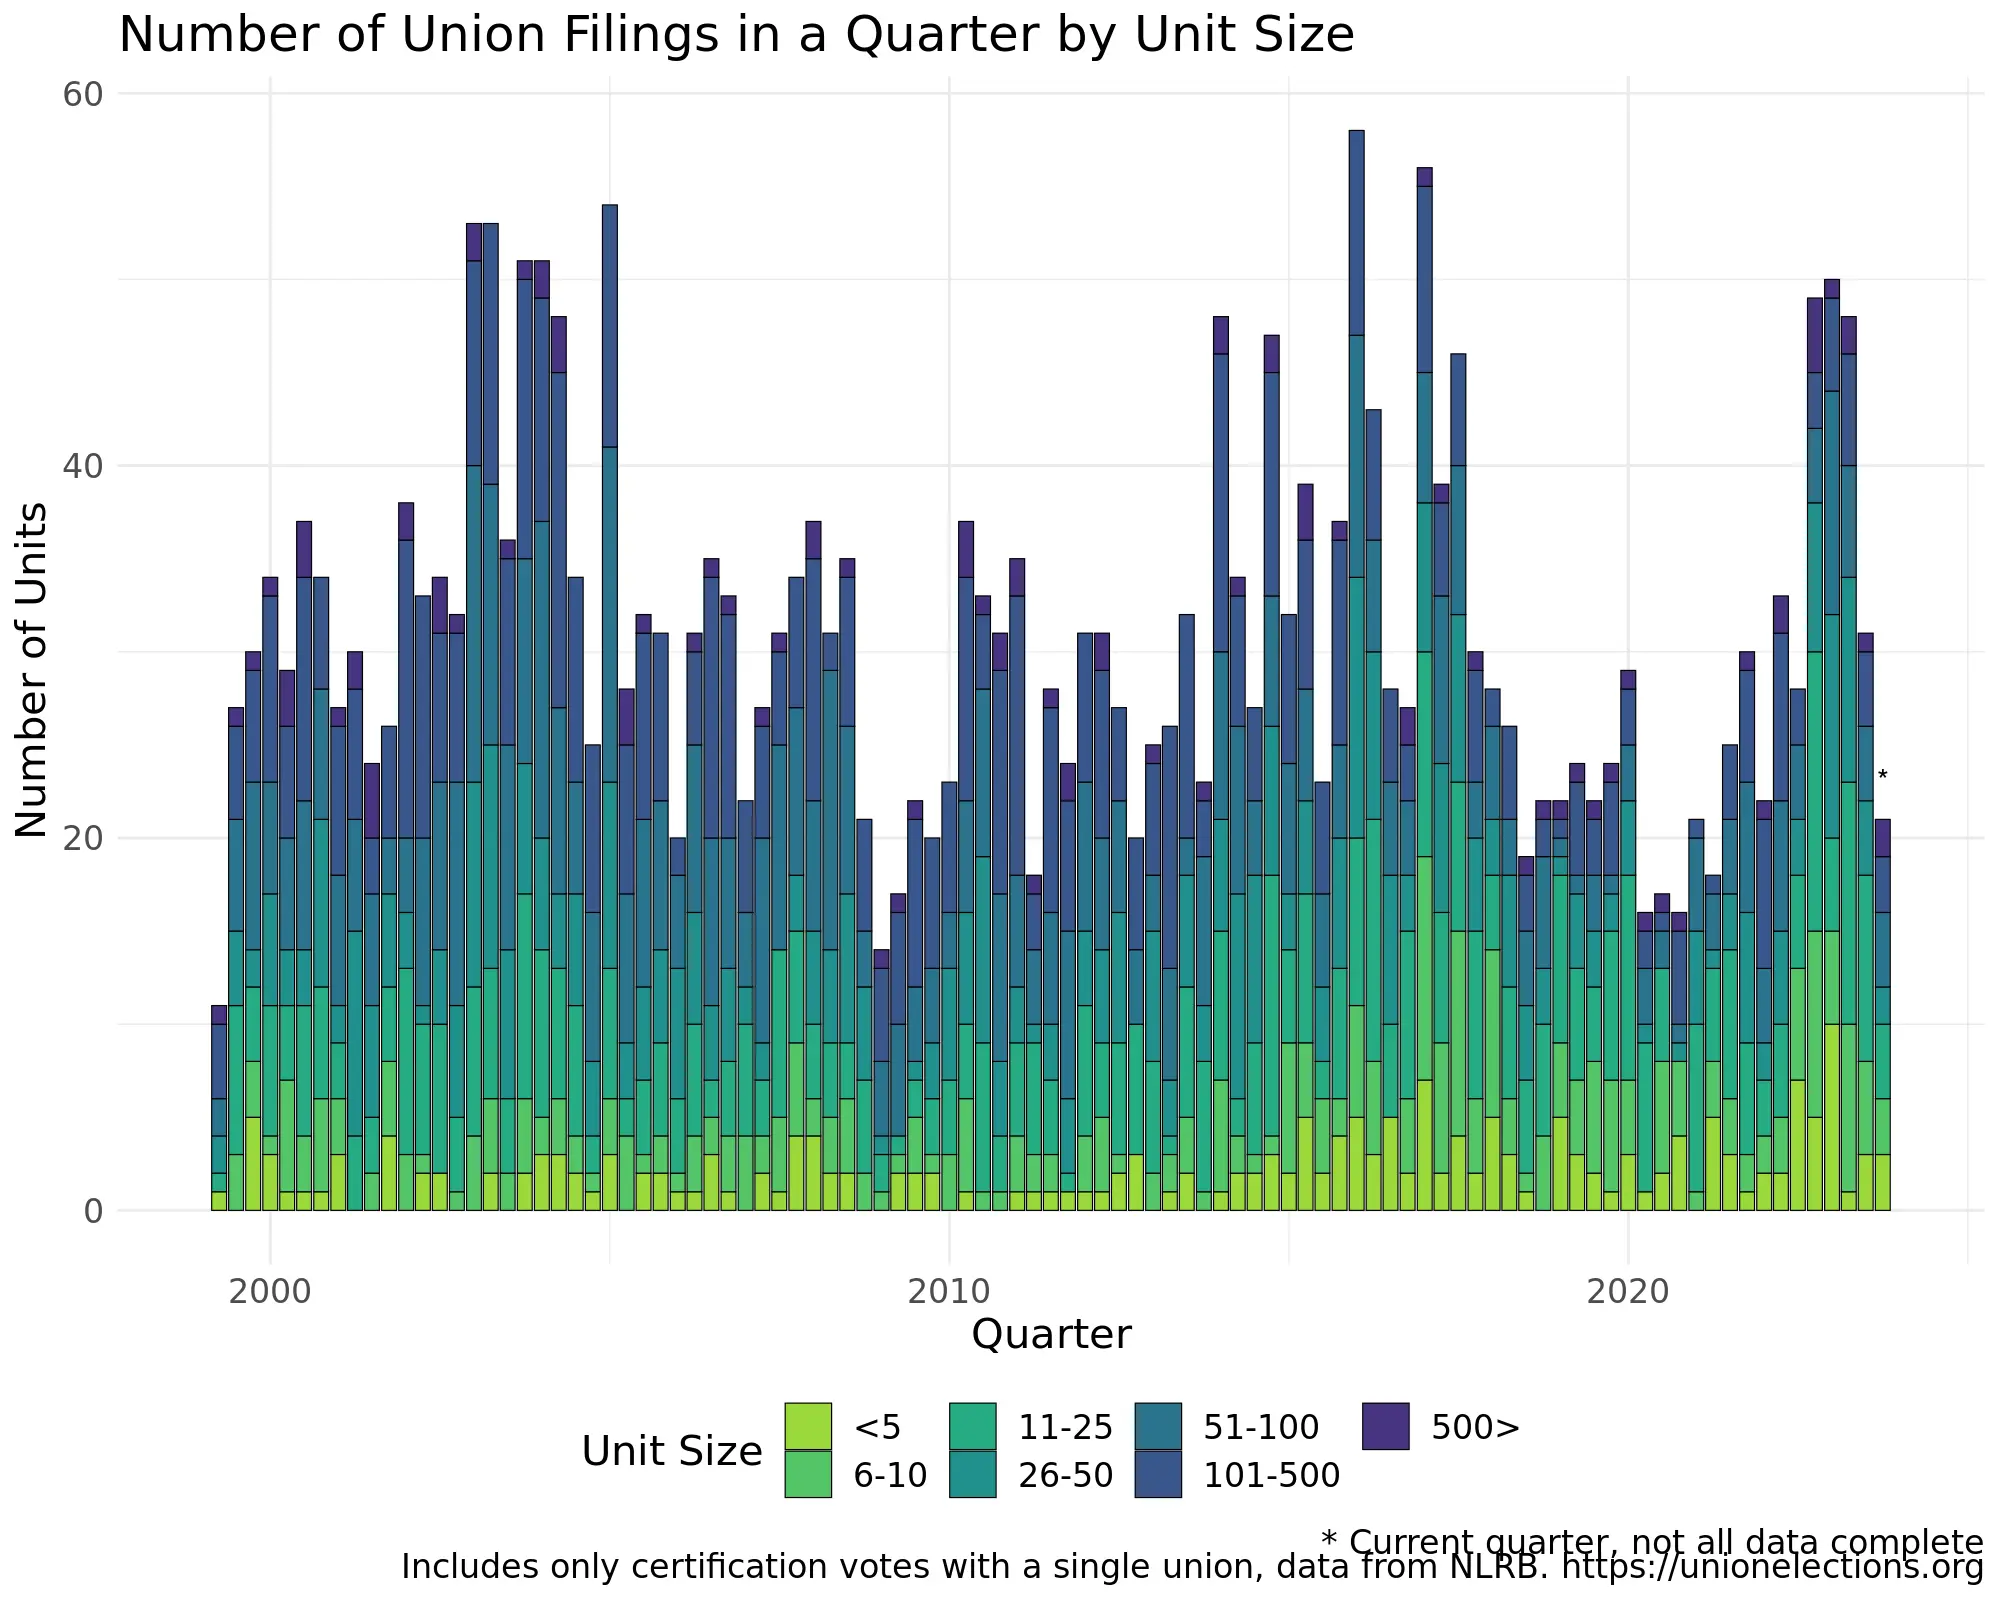 Number of Union Filings in a Quarter by Unit Size
60
40
20
0
Number of Units
*
2000 2010 2020
Quarter
Unit Size
<5 11-25 51-100 500>
6-10 26-50 101-500
* Current quarter, not all data complete
Includes only certification votes with a single union, data from NLRB. https://unionelections.org